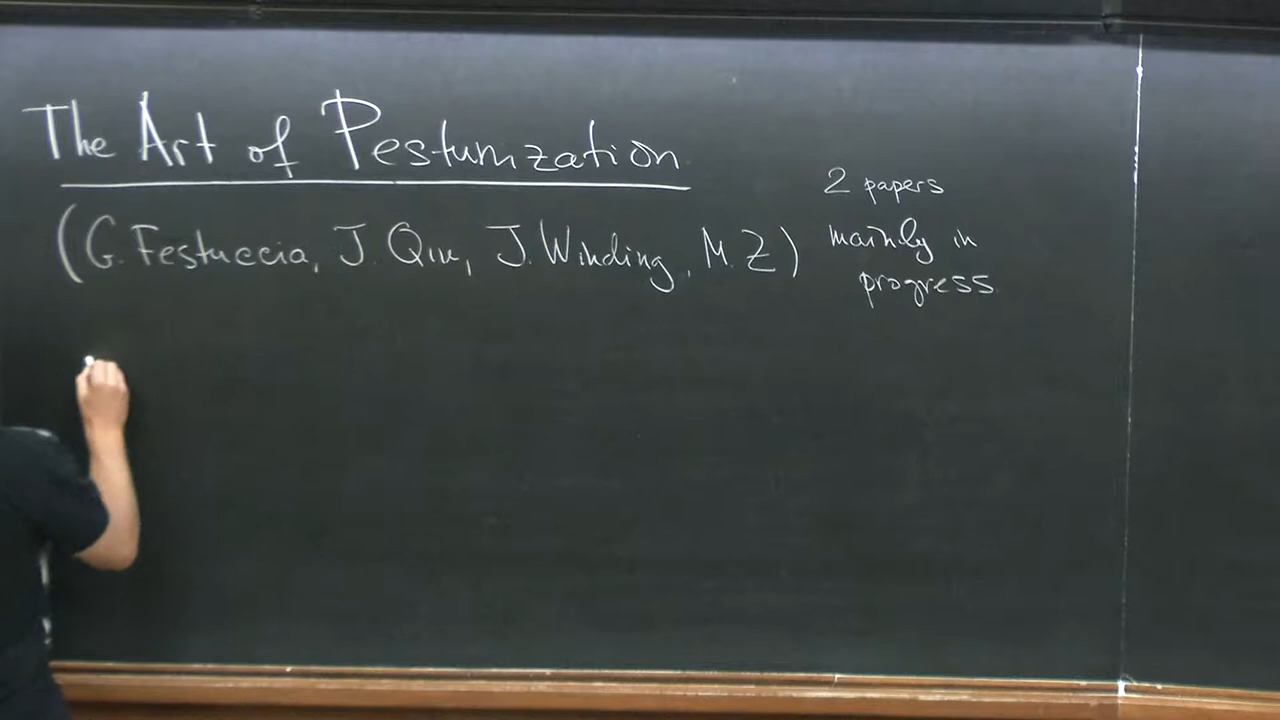 The Art of Pestunization
(G. Festuccia, J. Qiu, J. Winding, M. Z)
2 papers
mainly in
progress